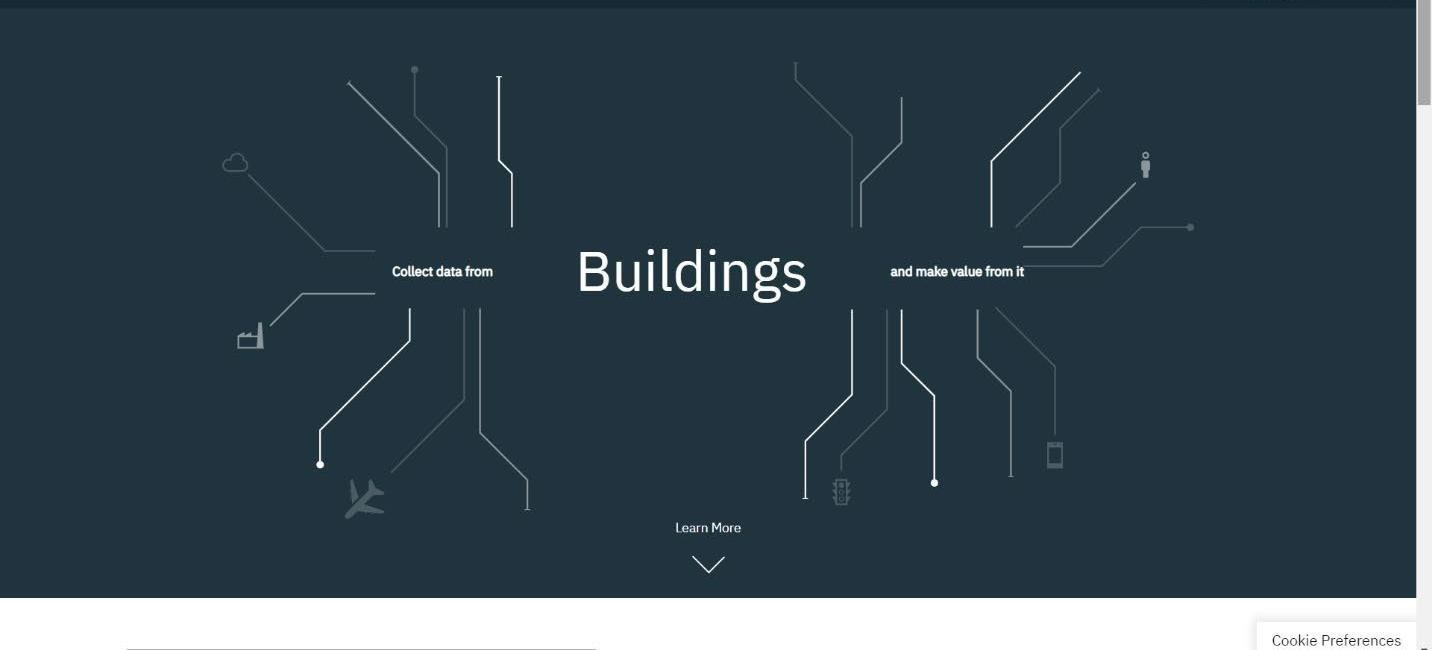 Collect data from
Buildings
and make value from it
Learn More
Cookie Preferences